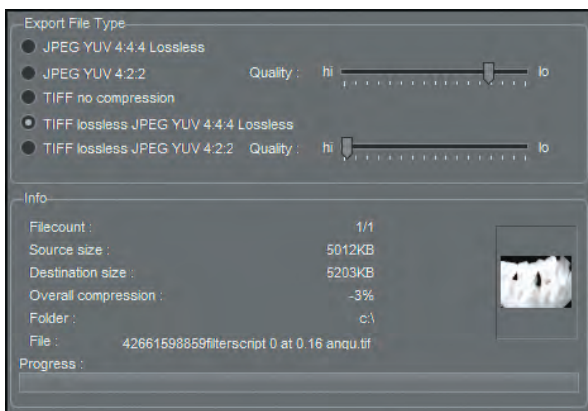 Export File Type
JPEG YUV 4:4:4 Lossless
JPEG YUV 4:2:2 Quality : hi lo
TIFF no compression
TIFF lossless JPEG YUV 4:4:4 Lossless
TIFF lossless JPEG YUV 4:2:2 Quality : hi lo
Info
Filecount : 1/1
Source size : 5012KB
Destination size : 5203KB
Overall compression : -3%
Folder : c:\
File : 42661598859filterscript 0 at 0.16 anqu.tif
Progress :